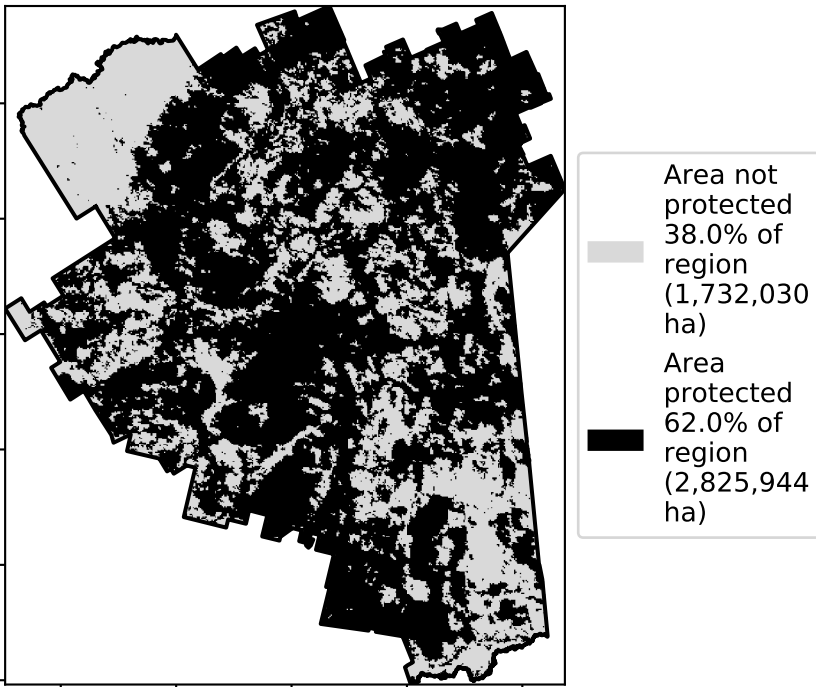 Area not
protected
38.0% of
region
(1,732,030
ha)
Area
protected
62.0% of
region
(2,825,944
ha)